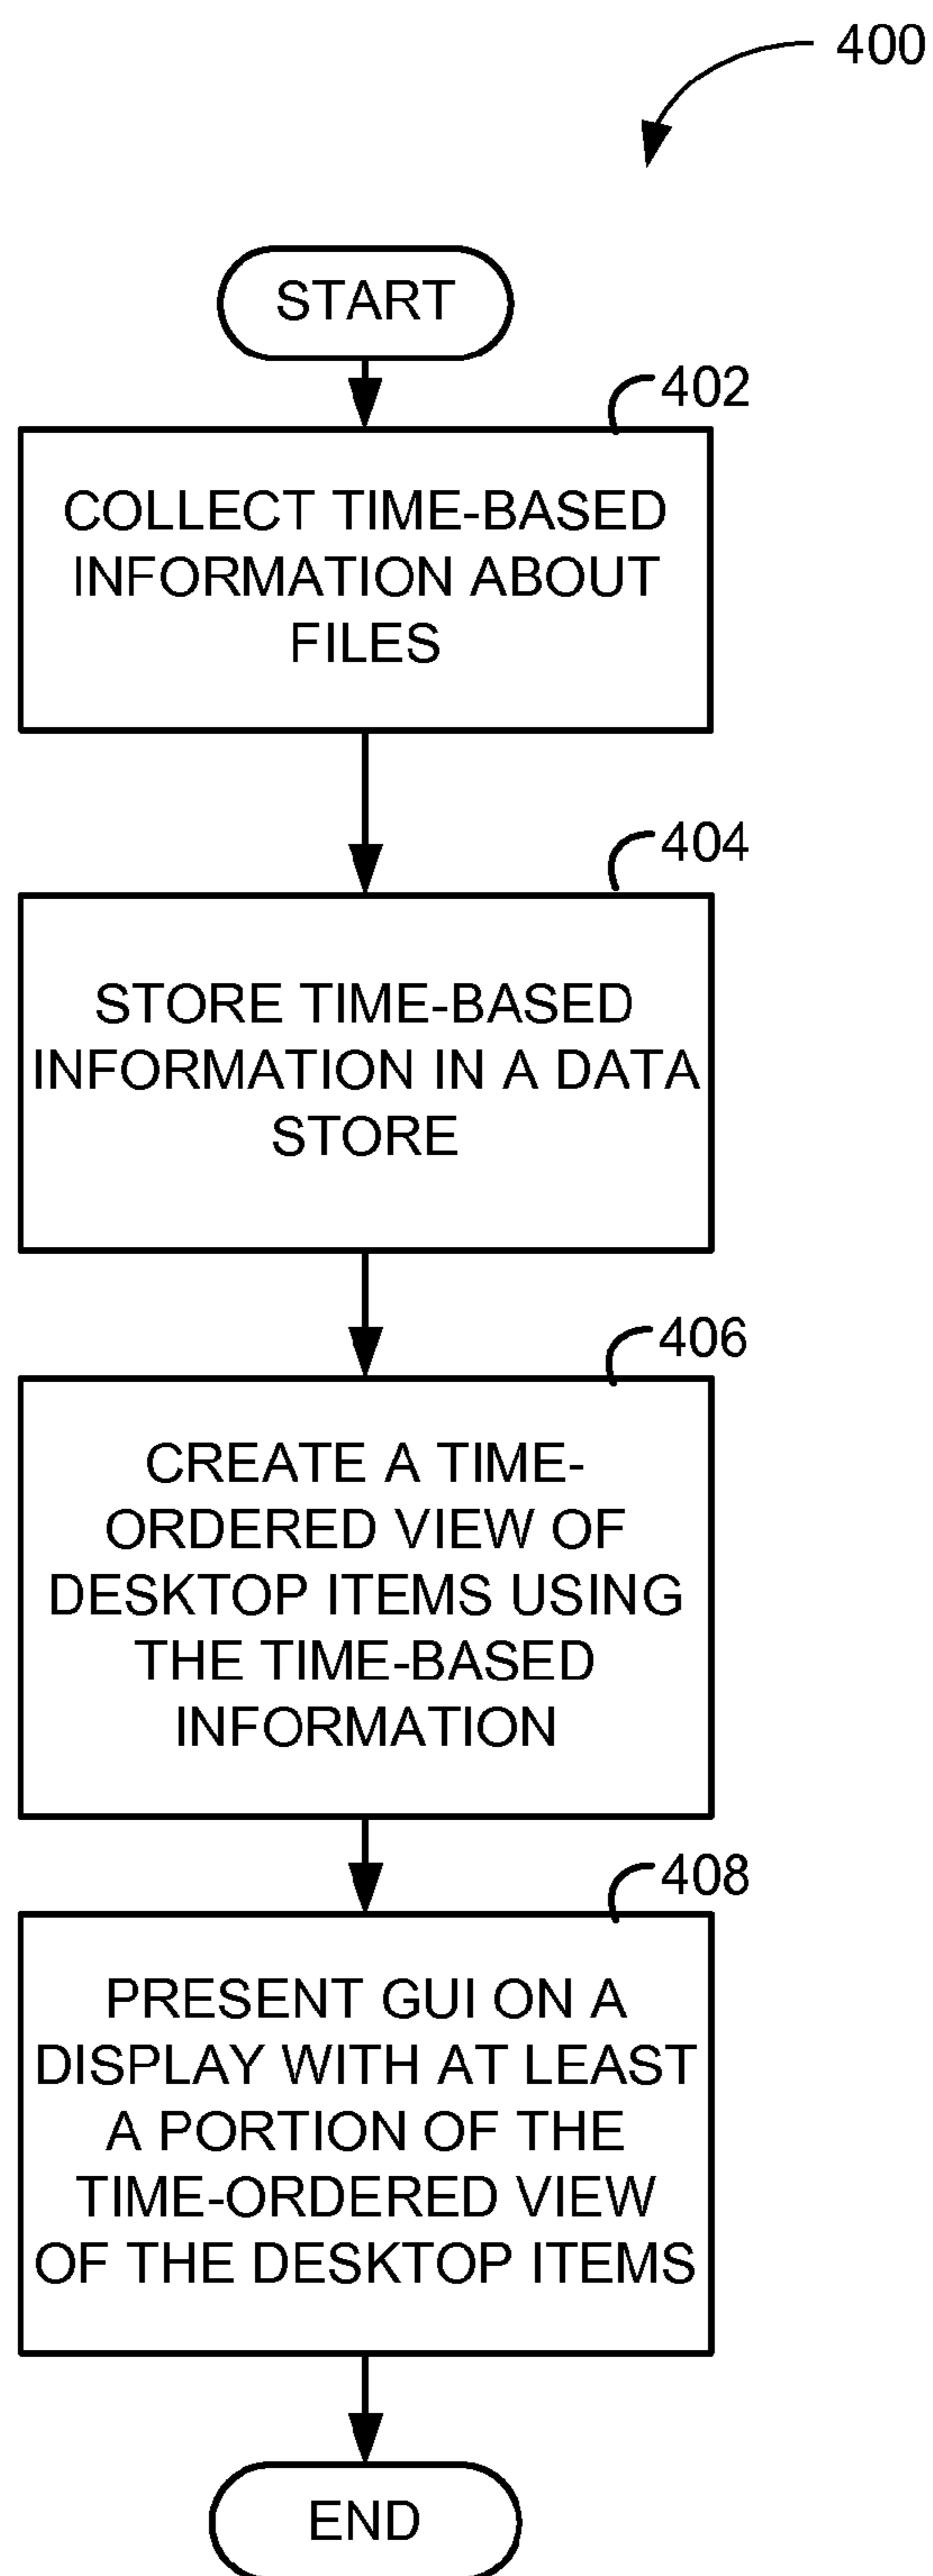 400
START
402
COLLECT TIME-BASED
INFORMATION ABOUT
FILES
404
STORE TIME-BASED
INFORMATION IN A DATA
STORE
406
CREATE A TIME-
ORDERED VIEW OF
DESKTOP ITEMS USING
THE TIME-BASED
INFORMATION
408
PRESENT GUI ON A
DISPLAY WITH AT LEAST
A PORTION OF THE
TIME-ORDERED VIEW
OF THE DESKTOP ITEMS
END